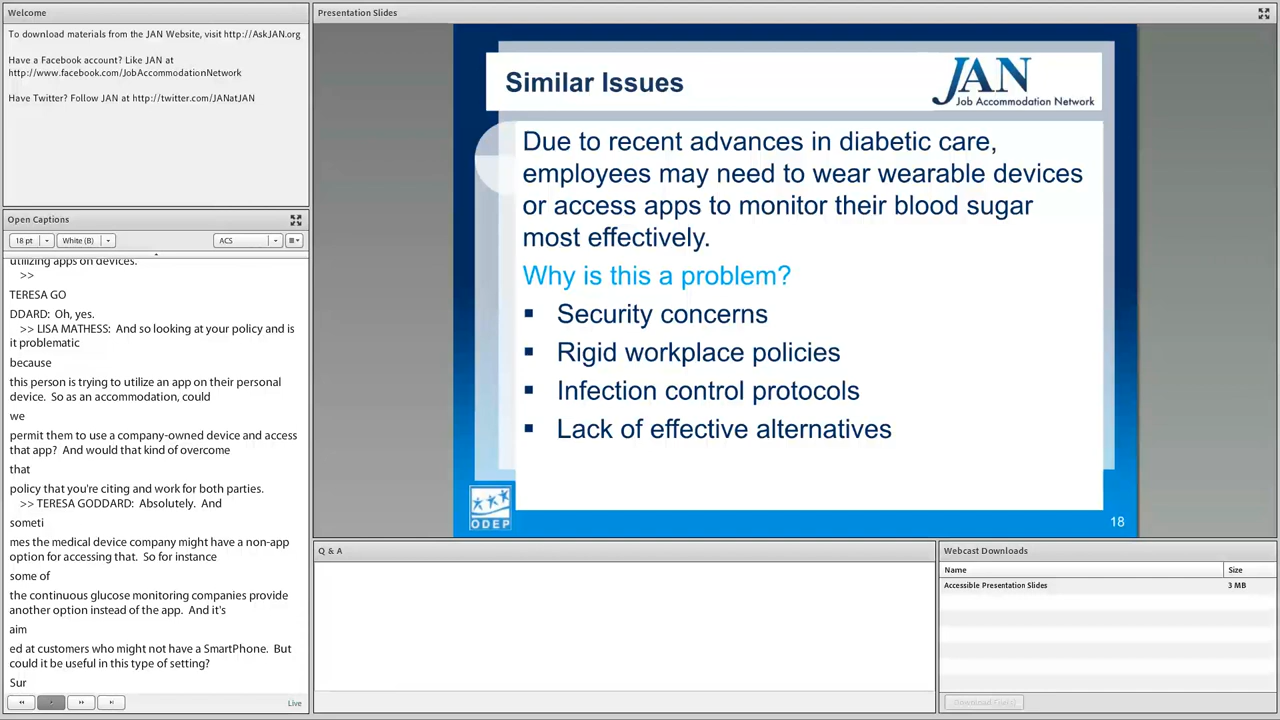 Welcome
To download materials from the JAN Website, visit http://AskJAN.org
Have a Facebook account? Like JAN at
http://www.facebook.com/JobAccommodationNetwork
Have Twitter? Follow JAN at http://twitter.com/JANatJAN
Open Captions
18 pt
White (B)
ACS
utilizing apps on devices.
>>
TERESA GO
DDARD: Oh, yes.
>> LISA MATHESS: And so looking at your policy and is
it problematic
because
this person is trying to utilize an app on their personal
device. So as an accommodation, could
we
permit them to use a company-owned device and access
that app? And would that kind of overcome
that
policy that you're citing and work for both parties.
>> TERESA GODDARD: Absolutely. And
someti
mes the medical device company might have a non-app
option for accessing that. So for instance
some of
the continuous glucose monitoring companies provide
another option instead of the app. And it's
aim
ed at customers who might not have a SmartPhone. But
could it be useful in this type of setting?
Sur
Live
Presentation Slides
Similar Issues
JAN
Job Accommodation Network
Due to recent advances in diabetic care,
employees may need to wear wearable devices
or access apps to monitor their blood sugar
most effectively.
Why is this a problem?
▪ Security concerns
▪ Rigid workplace policies
▪ Infection control protocols
▪ Lack of effective alternatives
ODEP
18
Q & A
Webcast Downloads
Name Size
Accessible Presentation Slides 3 MB
Download File(s)